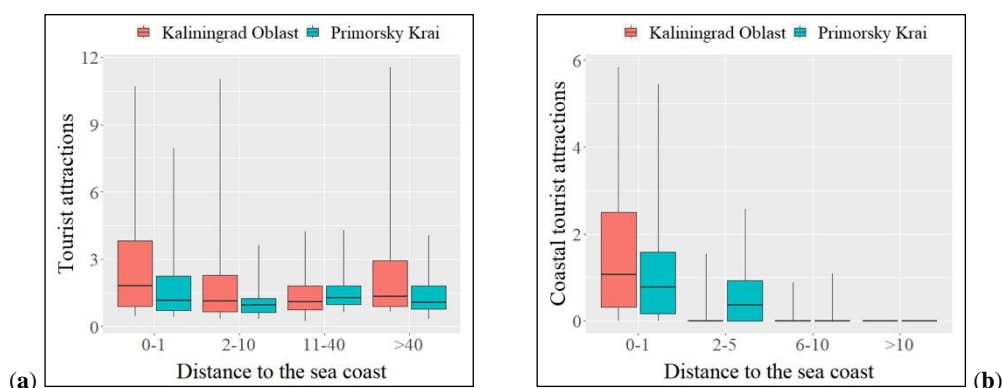 Kaliningrad Oblast Primorsky Krai
12
9
6
3
0
Tourist attractions
0-1 2-10 11-40 >40
Distance to the sea coast
(a)
Kaliningrad Oblast Primorsky Krai
6
4
2
0
Coastal tourist attractions
0-1 2-5 6-10 >10
Distance to the sea coast
(b)